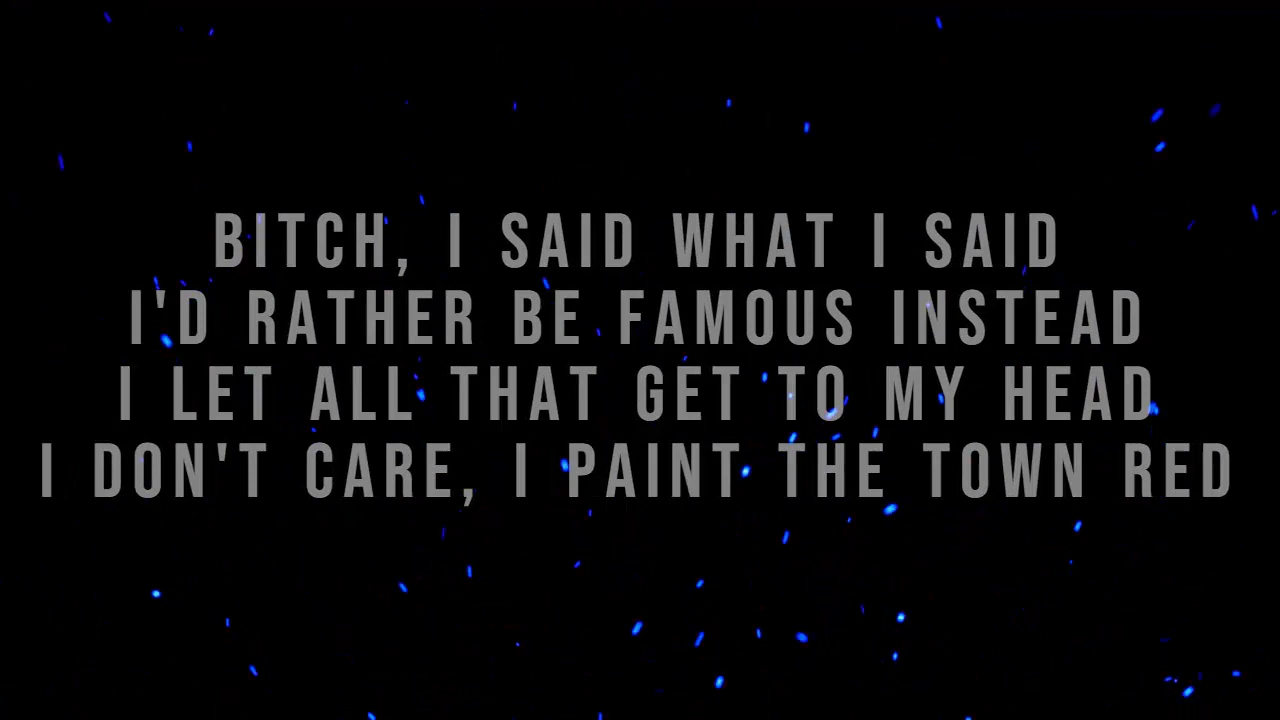 BITCH, I SAID WHAT I SAID
I'D RATHER BE FAMOUS INSTEAD
I LET ALL THAT GET TO MY HEAD
I DON'T CARE, I PAINT THE TOWN RED